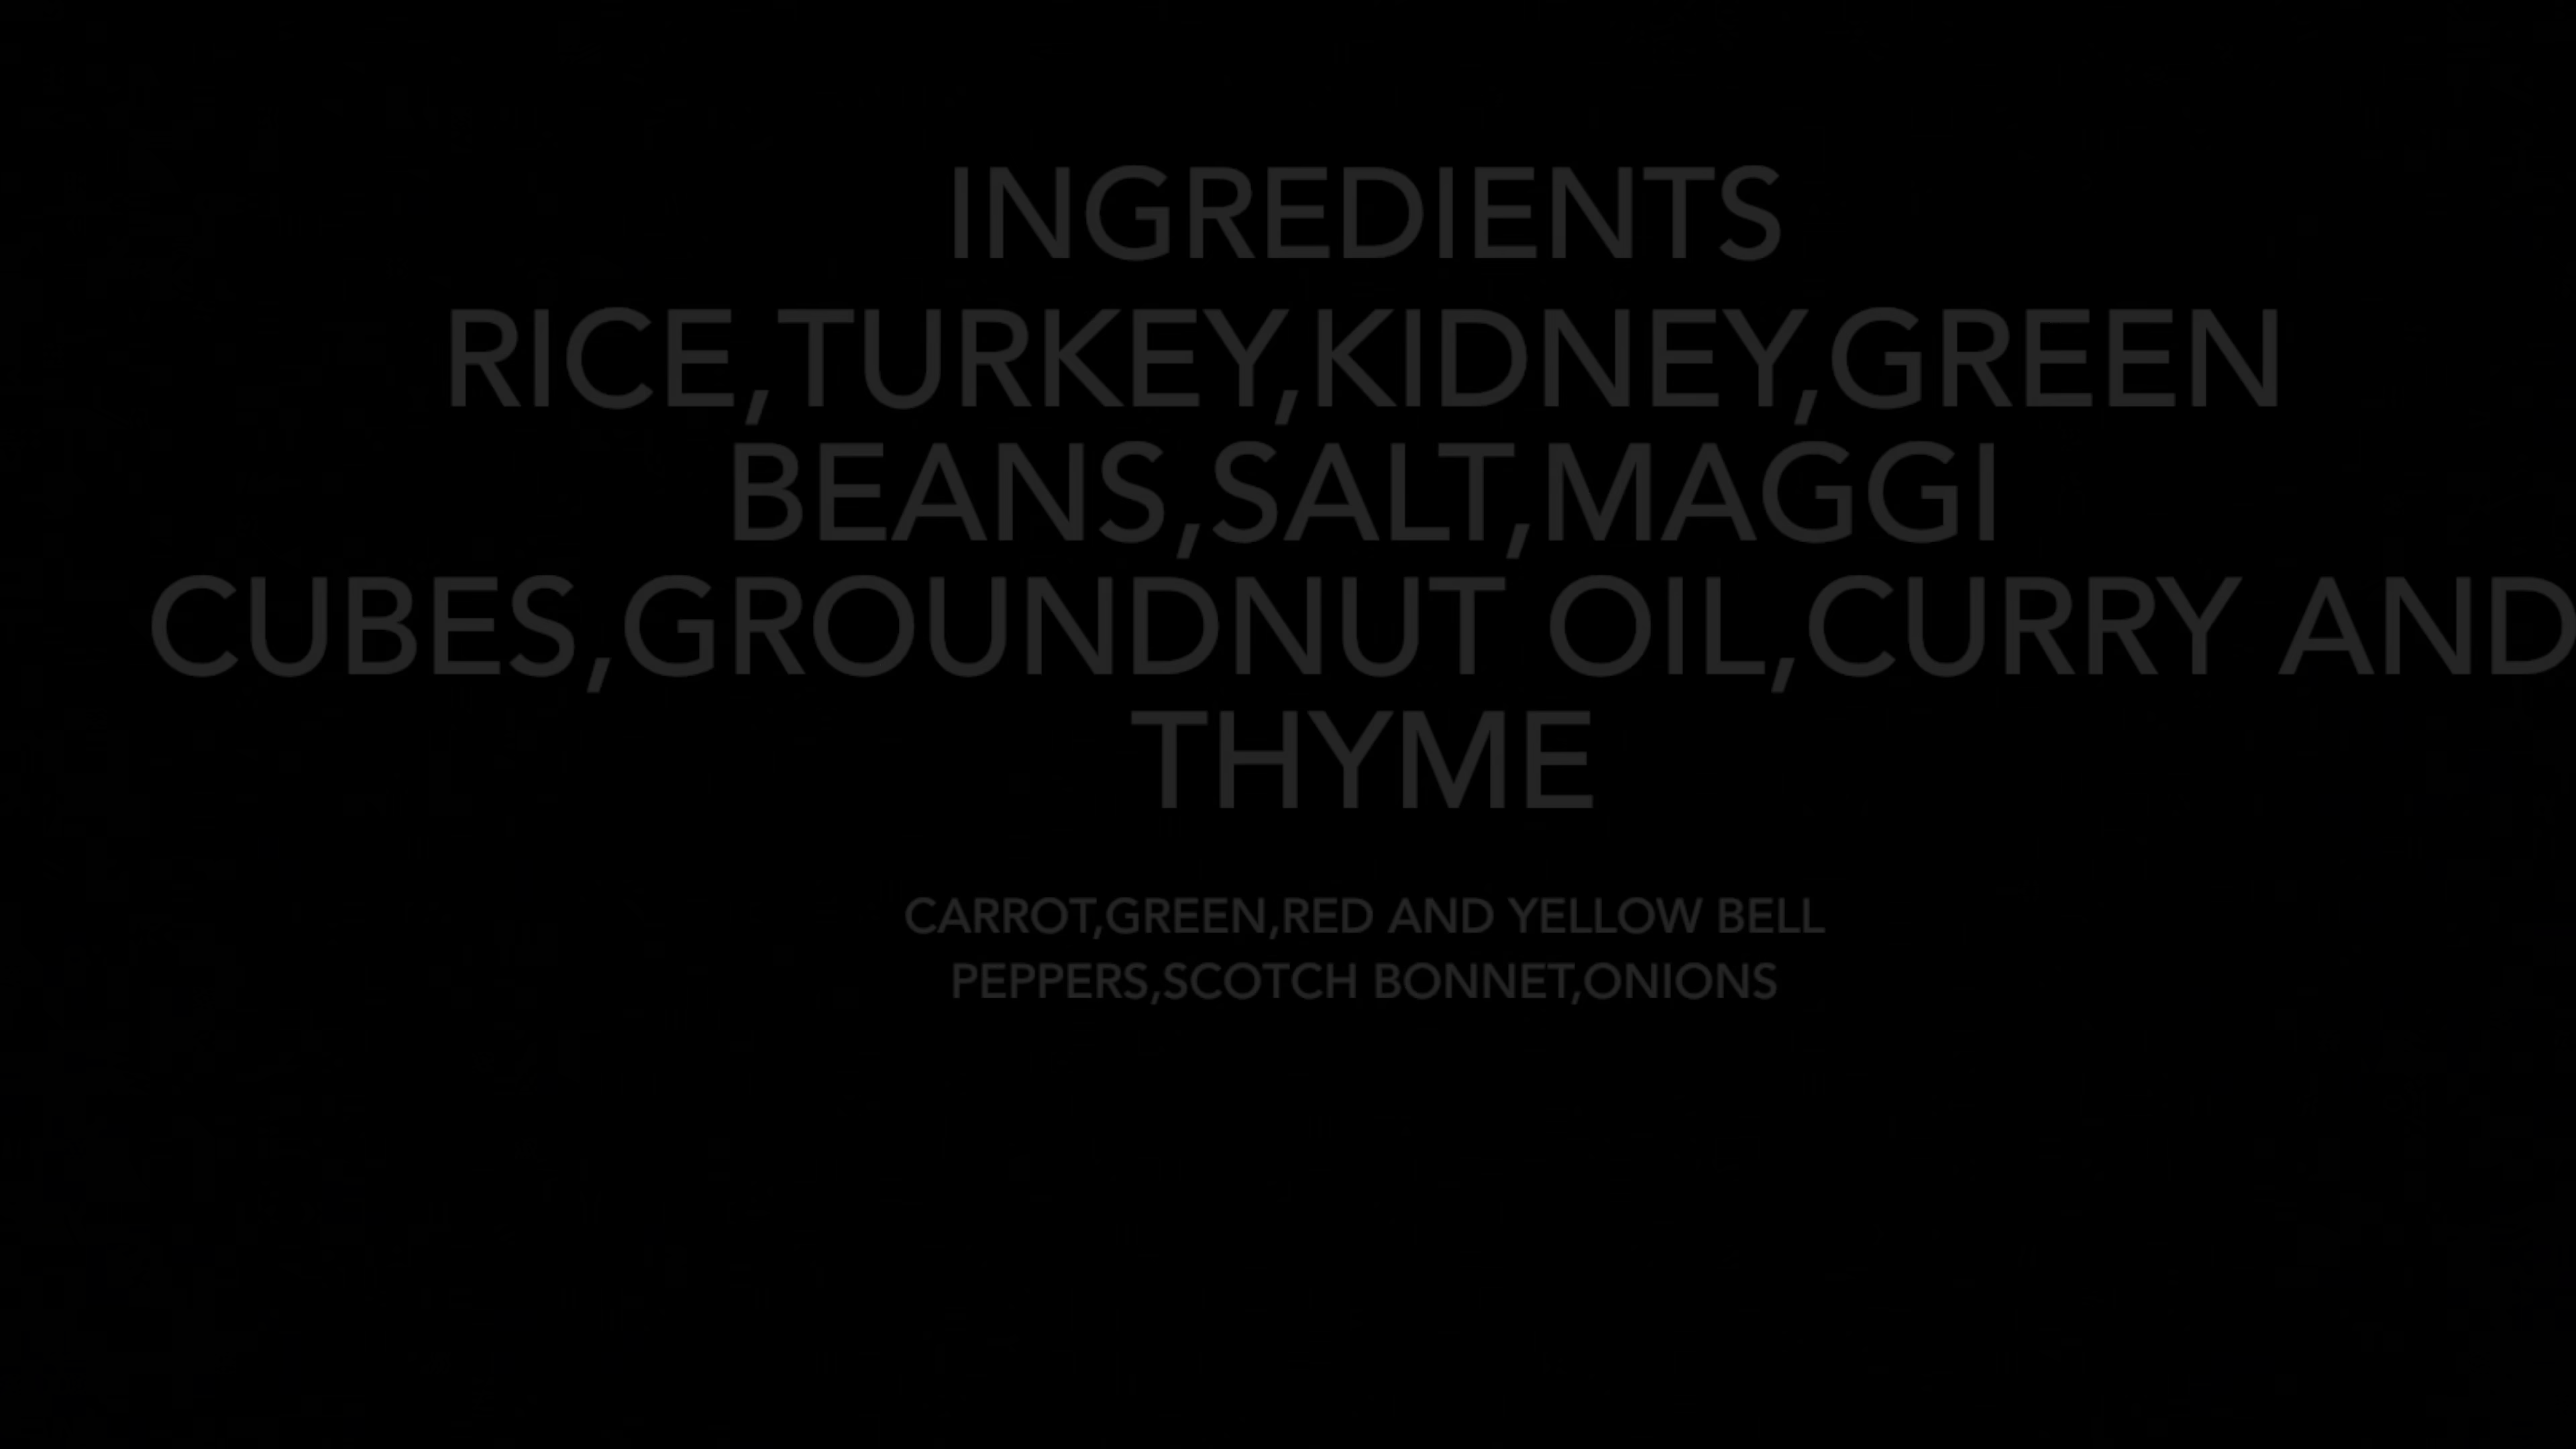 INGREDIENTS
RICE,TURKEY,KIDNEY,GREEN
BEANS,SALT,MAGGI
CUBES,GROUNDNUT OIL,CURRY AND
THYME
CARROT,GREEN,RED AND YELLOW BELL
PEPPERS,SCOTCH BONNET,ONIONS